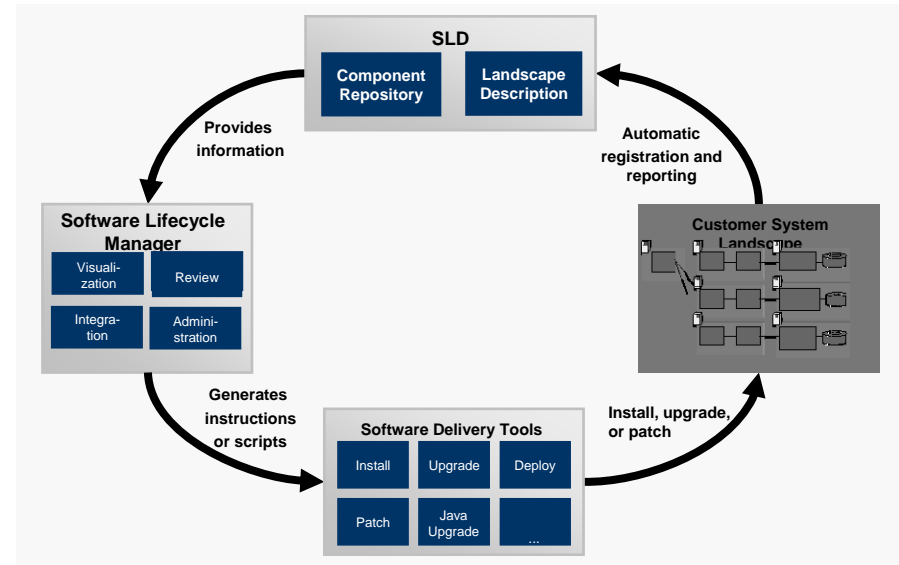 SLD
Component
Repository
Landscape
Description
Provides
information
Automatic
registration and
reporting
Software Lifecycle
Manager
Visuali-
zation
Review
Integra-
tion
Admini-
stration
Customer System
Landscape
Generates
instructions
or scripts
Install, upgrade,
or patch
Software Delivery Tools
Install
Upgrade
Deploy
Patch
Java
Upgrade
...